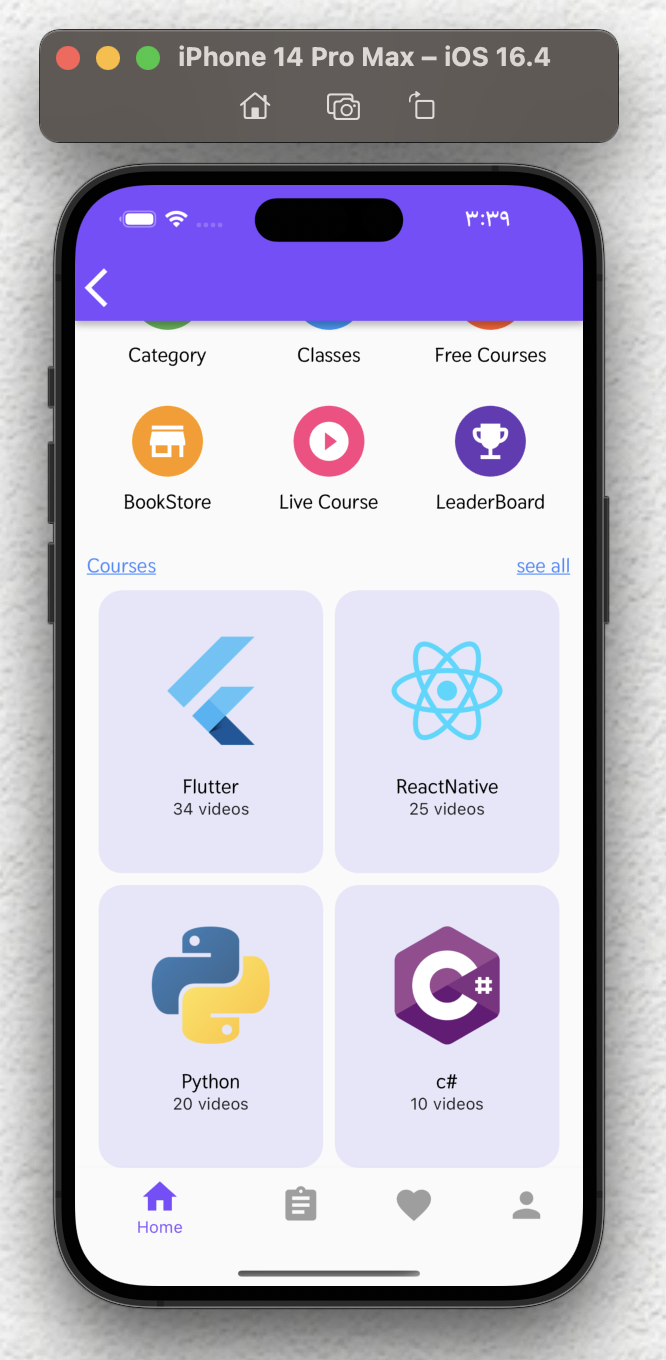 iPhone 14 Pro Max – iOS 16.4
۳:۳۹
Category Classes Free Courses
BookStore Live Course LeaderBoard
Courses see all
Flutter ReactNative
34 videos 25 videos
C
#
Python c#
20 videos 10 videos
Home